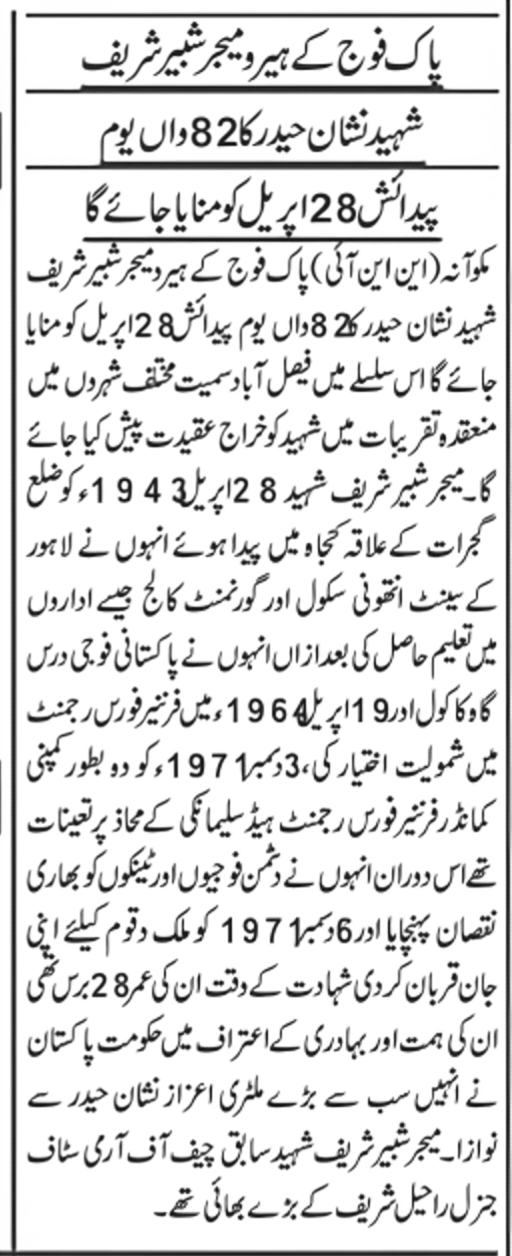 پاک فوج کے ہیرو میجر شبیر شریف
شہید نشان حیدر کا 82 واں یوم
پیدائش 28 اپریل کو منایا جائے گا
مکوآنہ (این این آئی) پاک فوج کے ہیرو میجر شبیر شریف
شہید نشان حیدر کا 82 واں یوم پیدائش 28 اپریل کو منایا
جائے گا اس سلسلے میں فیصل آباد سمیت مختلف شہروں میں
منعقدہ تقریبات میں شہید کو خراج عقیدت پیش کیا جائے
گا۔ میجر شبیر شریف شہید 28 اپریل 1943ء کو ضلع
گجرات کے علاقہ کنجاہ میں پیدا ہوئے انہوں نے لاہور
کے سینٹ انتھونی سکول اور گورنمنٹ کالج جیسے اداروں
میں تعلیم حاصل کی بعدازاں انہوں نے پاکستانی فوجی درس
گاہ کاکول اور 19 اپریل 1964ء میں فرنٹیر فورس رجمنٹ
میں شمولیت اختیار کی، 3 دسمبر 1971ء کو وہ بطور کمپنی
کمانڈر فرنٹیر فورس رجمنٹ ہیڈ سلیمانکی کے محاذ پر تعینات
تھے اس دوران انہوں نے دشمن فوجیوں اور ٹینکوں کو بھاری
نقصان پہنچایا اور 6 دسمبر 1971 کو ملک وقوم کیلئے اپنی
جان قربان کر دی شہادت کے وقت ان کی عمر 28 برس تھی
ان کی ہمت اور بہادری کے اعتراف میں حکومت پاکستان
نے انہیں سب سے بڑے ملٹری اعزاز نشان حیدر سے
نوازا۔ میجر شبیر شریف شہید سابق چیف آف آرمی سٹاف
جنرل راحیل شریف کے بڑے بھائی تھے۔